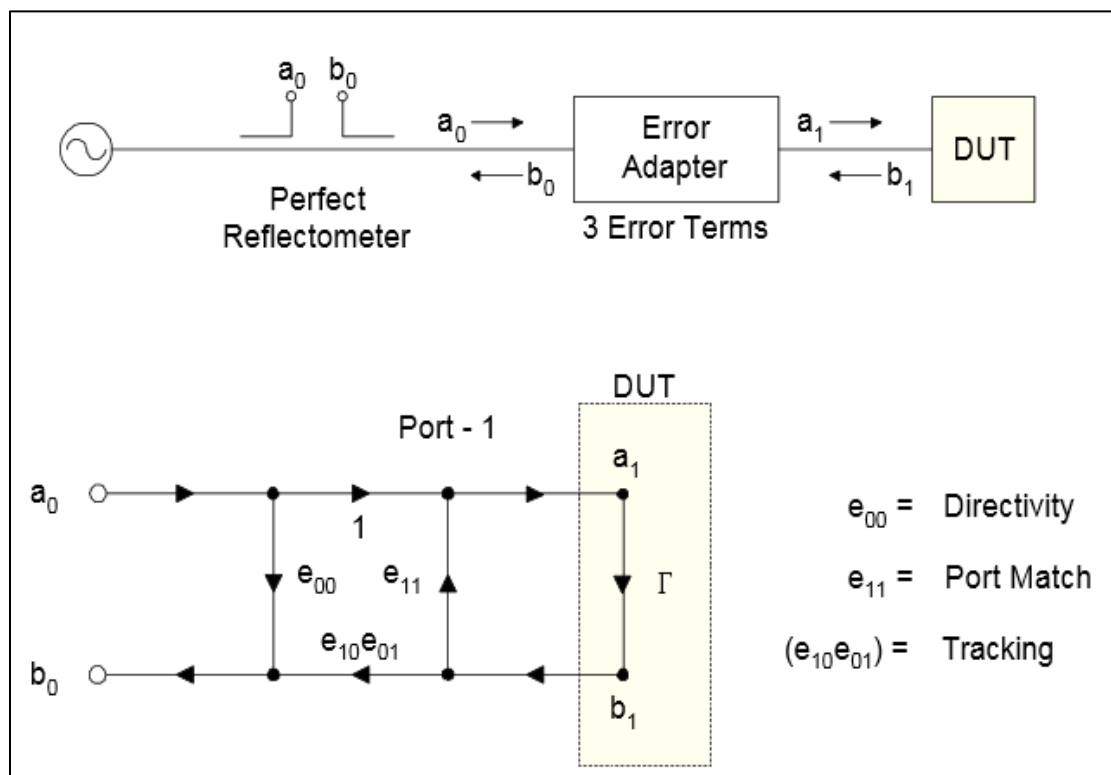 a₀ b₀
a₀
b₀
Error
Adapter
a₁
b₁
DUT
Perfect
Reflectometer
3 Error Terms
DUT
Port - 1
a₁
a₀
1
e₀₀ = Directivity
e₀₀
e₁₁
Γ
e₁₁ = Port Match
e₁₀e₀₁
(e₁₀e₀₁) = Tracking
b₀
b₁